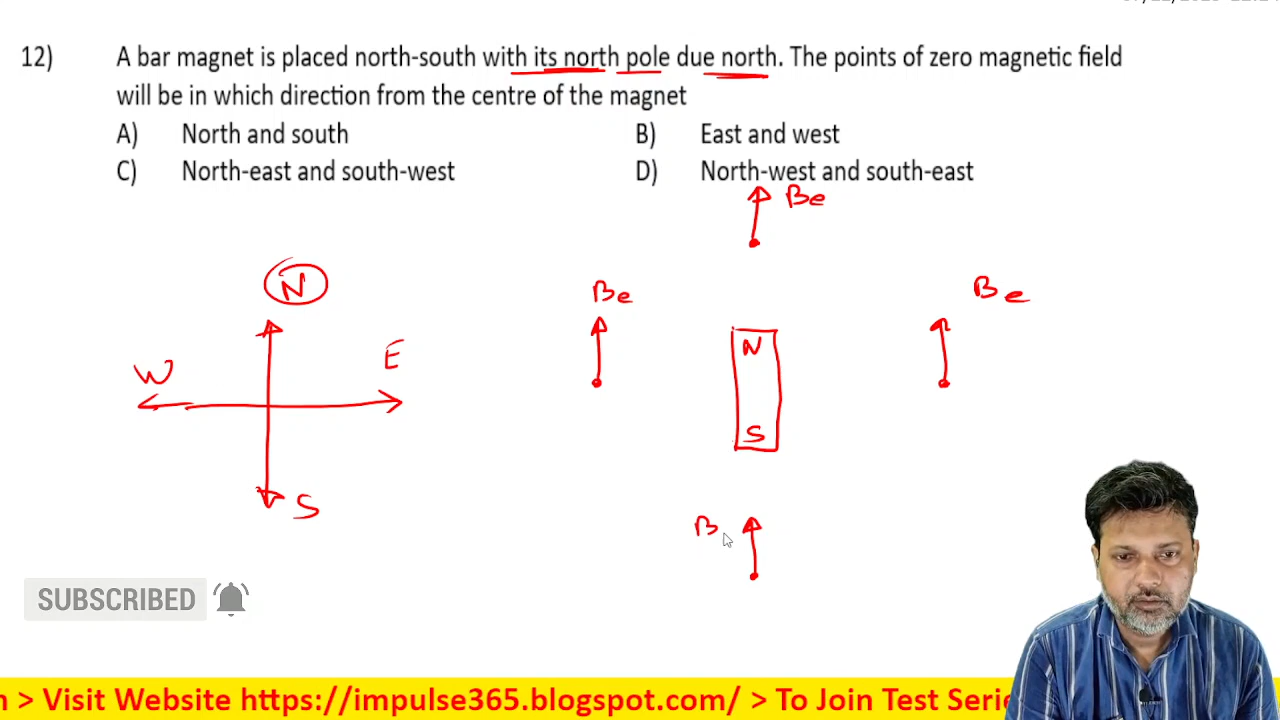 12) A bar magnet is placed north-south with its north pole due north. The points of zero magnetic field
will be in which direction from the centre of the magnet
A) North and south B) East and west
C) North-east and south-west D) North-west and south-east
Be
N
Be
Be
W
E
N
S
S
B
SUBSCRIBED
> Visit Website https://impulse365.blogspot.com/ > To Join Test Serie